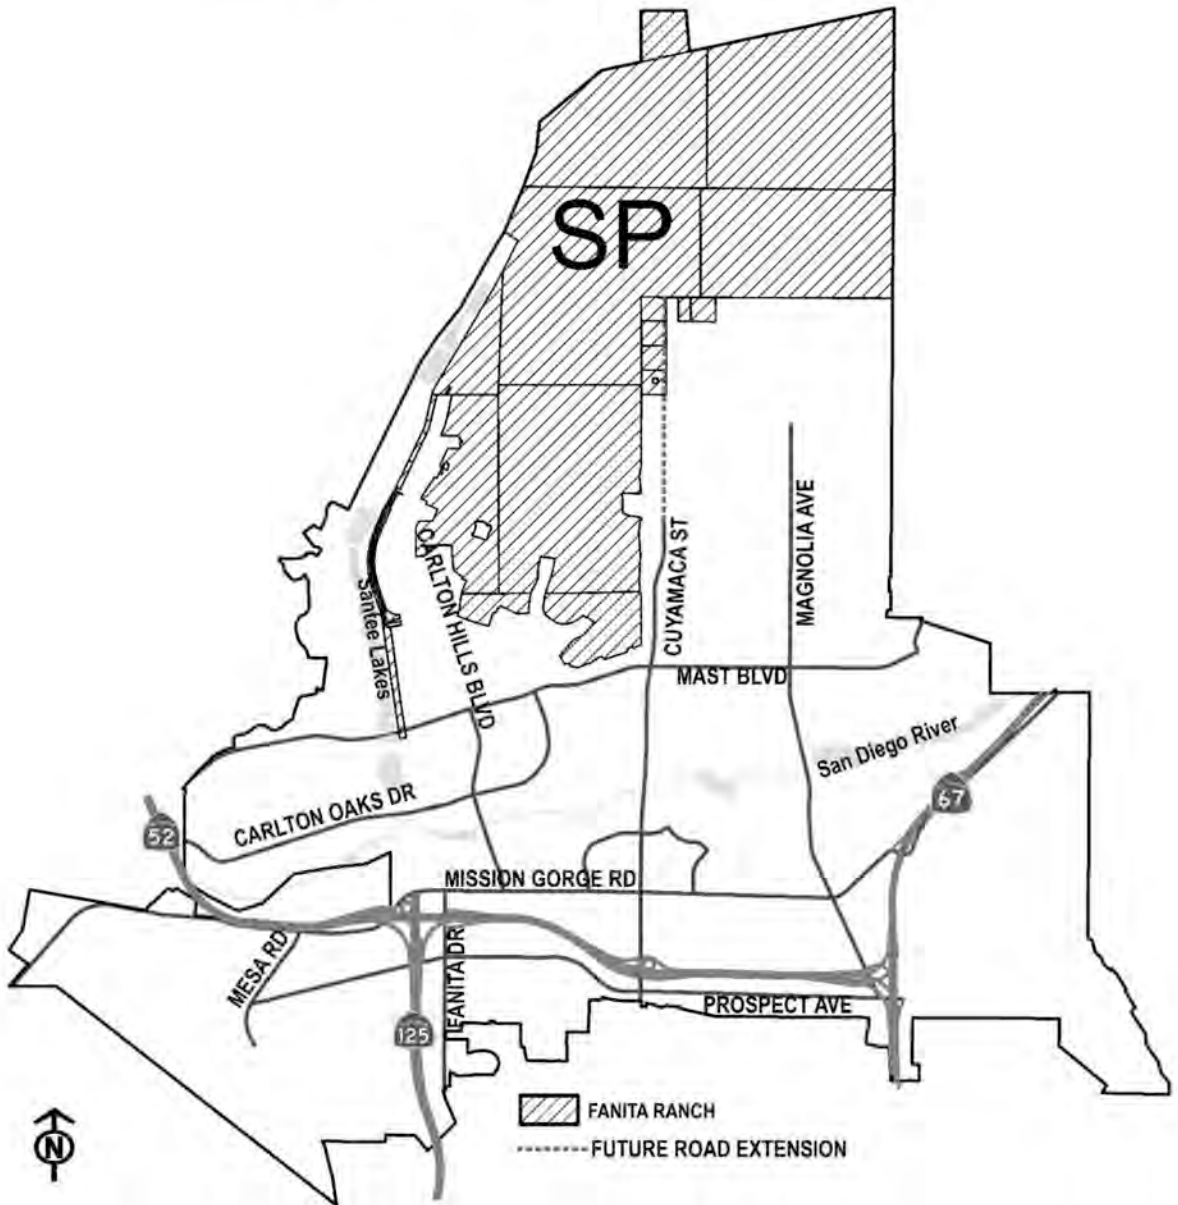 SP
CARLTON HILLS BLVD
Santee Lakes
CUYAMACA ST
MAGNOLIA AVE
MAST BLVD
San Diego River
67
52
CARLTON OAKS DR
MISSION GORGE RD
MESA RD
FANITA DR
125
PROSPECT AVE
FANITA RANCH
FUTURE ROAD EXTENSION
N